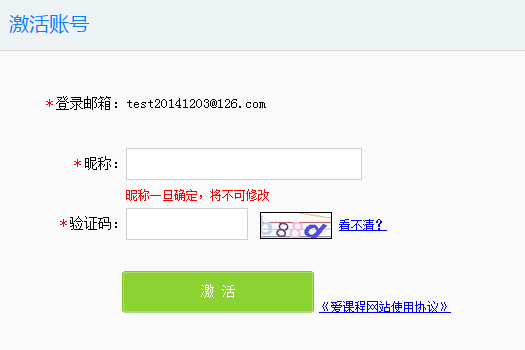 激活账号
*登录邮箱：test20141203@126.com
*昵称：
昵称一旦确定，将不可修改
*验证码：
看不清？
激 活
《爱课程网站使用协议》